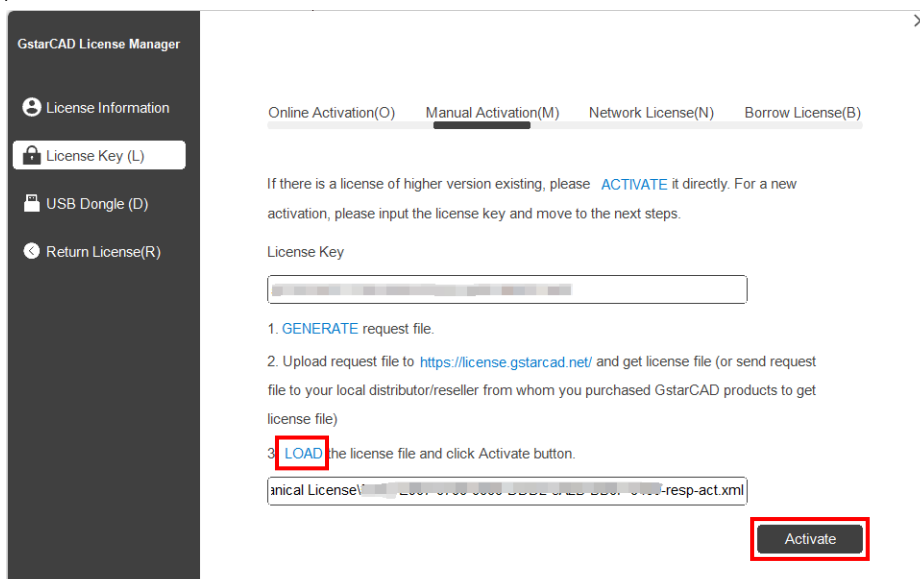 GstarCAD License Manager
License Information
License Key (L)
USB Dongle (D)
Return License(R)
Online Activation(O) Manual Activation(M) Network License(N) Borrow License(B)
If there is a license of higher version existing, please ACTIVATE it directly. For a new
activation, please input the license key and move to the next steps.
License Key
1. GENERATE request file.
2. Upload request file to https://license.gstarcad.net/ and get license file (or send request
file to your local distributor/reseller from whom you purchased GstarCAD products to get
license file)
3. LOAD the license file and click Activate button.
anical License\ -resp-act.xml
Activate